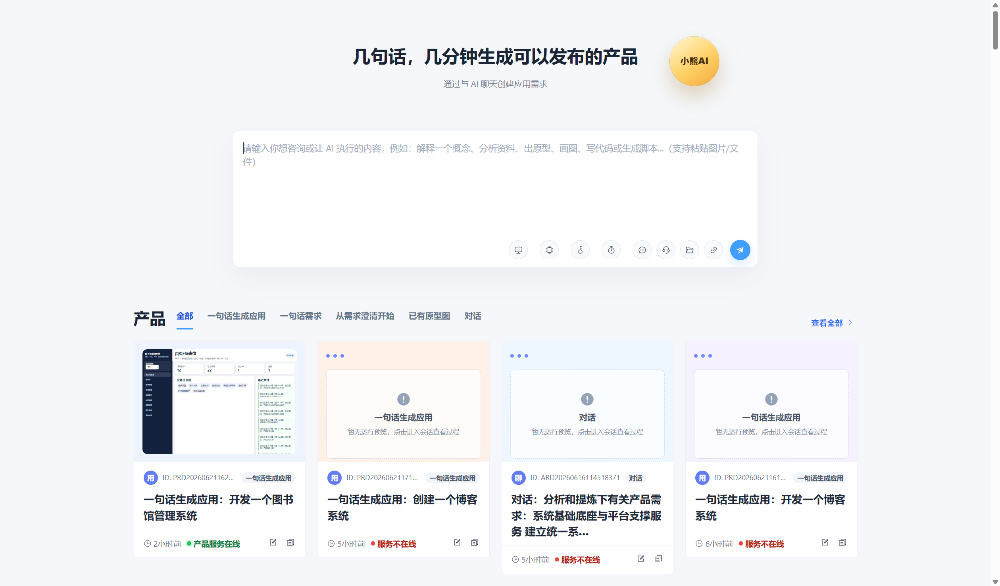 几句话，几分钟生成可以发布的产品
小熊AI
通过与 AI 聊天创建应用需求
请输入你想咨询或让 AI 执行的内容，例如：解释一个概念、分析资料、出原型、画图、写代码或生成脚本...（支持粘贴图片/文
件）
产品
全部 一句话生成应用 一句话需求 从需求澄清开始 已有原型图 对话
查看全部
图书馆管理系统
当前角色
首页/仪表盘
12
22
1
1
业务主流程
最近审计
用 ID: PRD20260621162... 一句话生成应用
一句话生成应用：开发一个图书
馆管理系统
2小时前 产品服务在线
一句话生成应用
暂无运行预览，点击进入会话查看过程
用 ID: PRD20260621171... 一句话生成应用
一句话生成应用：创建一个博客
系统
5小时前 服务不在线
对话
暂无运行预览，点击进入会话查看过程
聊 ID: ARD20260616114518371 对话
对话：分析和提炼下有关产品需
求：系统基础底座与平台支撑服
务 建立统一系...
5小时前 服务不在线
一句话生成应用
暂无运行预览，点击进入会话查看过程
用 ID: PRD20260621161... 一句话生成应用
一句话生成应用：开发一个博客
系统
6小时前 服务不在线